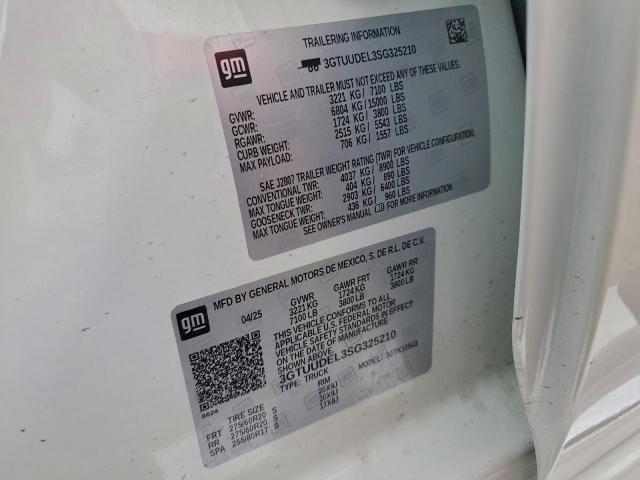 gm
TRAILERING INFORMATION
3GTUUDEL3SG325210
VEHICLE AND TRAILER MUST NOT EXCEED ANY OF THESE VALUES
GVWR: 3221 KG / 7100 LBS
GCWR: 6804 KG / 15000 LBS
RGAWR: 1724 KG / 3800 LBS
CURB WEIGHT: 2515 KG / 5543 LBS
MAX PAYLOAD: 706 KG / 1557 LBS
SAE J2807 TRAILER WEIGHT RATING (TWR) FOR VEHICLE CONFIGURATION.
CONVENTIONAL TWR: 4037 KG / 8900 LBS
MAX TONGUE WEIGHT: 404 KG / 890 LBS
GOOSENECK TWR: 2903 KG / 6400 LBS
MAX TONGUE WEIGHT: 436 KG / 960 LBS
SEE OWNER'S MANUAL FOR MORE INFORMATION
gm
MFD BY GENERAL MOTORS DE MEXICO, S. DE R.L. DE C.V.
04/25 GVWR GAWR FRT GAWR RR
3221 KG 1724 KG 1724 KG
7100 LB 3800 LB 3800 LB
THIS VEHICLE CONFORMS TO ALL
APPLICABLE U.S. FEDERAL MOTOR
VEHICLE SAFETY STANDARDS IN EFFECT
ON THE DATE OF MANUFACTURE
SHOWN ABOVE.
3GTUUDEL3SG325210
TYPE: TRUCK MODEL:
8624
TIRE SIZE RIM
FRT 275/60R20 S 20X9J
RR 275/60R20 S 20X9J
SPA 255/80R17 S 17X8J